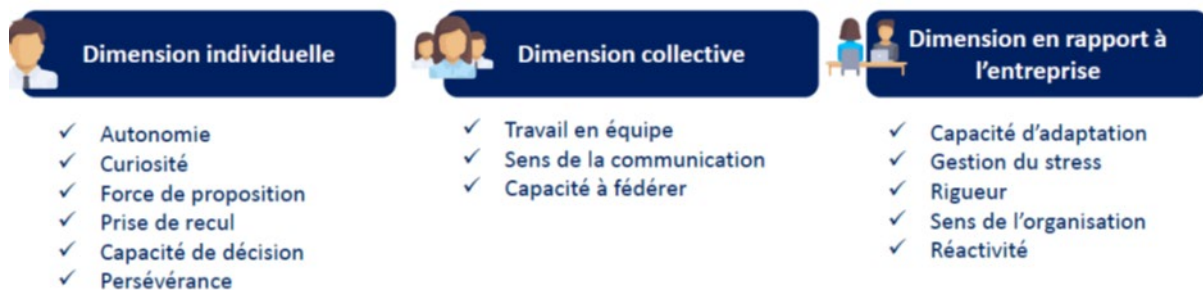 Dimension individuelle
✓ Autonomie
✓ Curiosité
✓ Force de proposition
✓ Prise de recul
✓ Capacité de décision
✓ Persévérance
Dimension collective
✓ Travail en équipe
✓ Sens de la communication
✓ Capacité à fédérer
Dimension en rapport à
l'entreprise
✓ Capacité d'adaptation
✓ Gestion du stress
✓ Rigueur
✓ Sens de l'organisation
✓ Réactivité